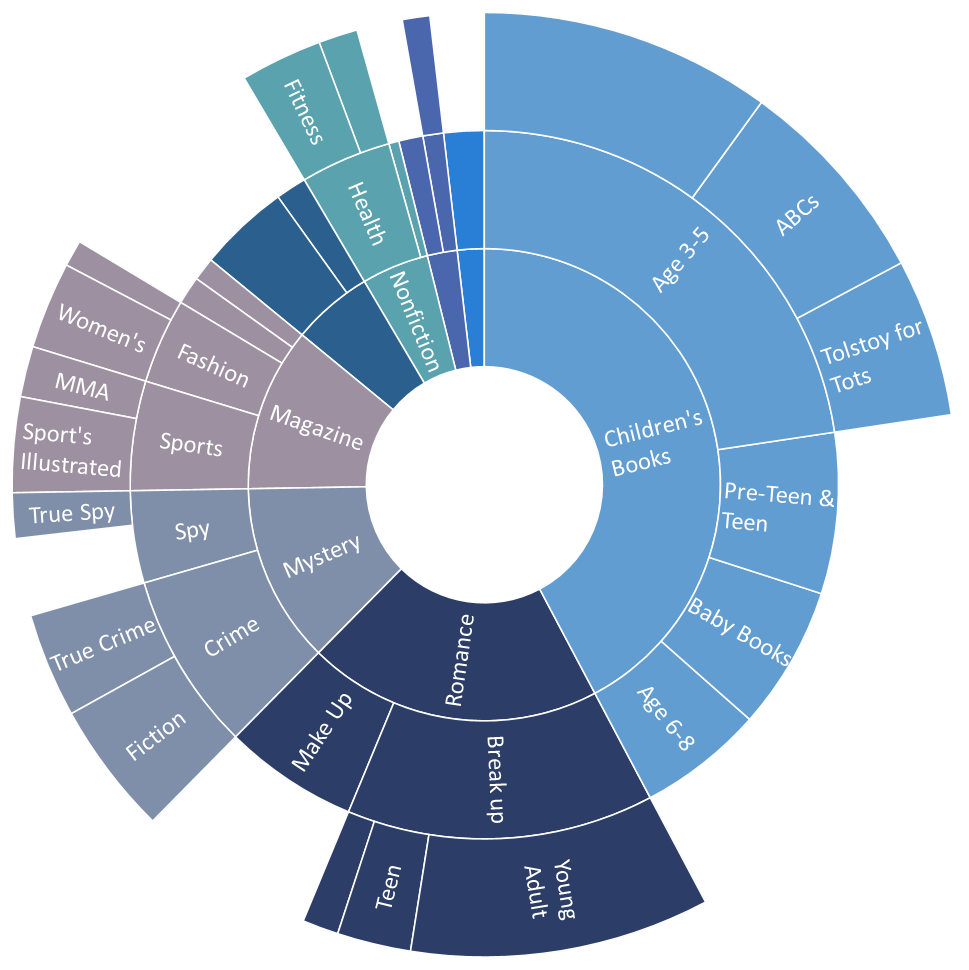 Fitness
Health
Nonfiction
ABCs
Age 3-5
Tolstoy for
Tots
Children's
Books
Pre-Teen &
Teen
Baby Books
Age 6-8
Romance
Break up
Make Up
Young
Adult
Teen
Mystery
Crime
Spy
True Spy
True Crime
Fiction
Magazine
Fashion
Sports
Women's
MMA
Sport's
Illustrated